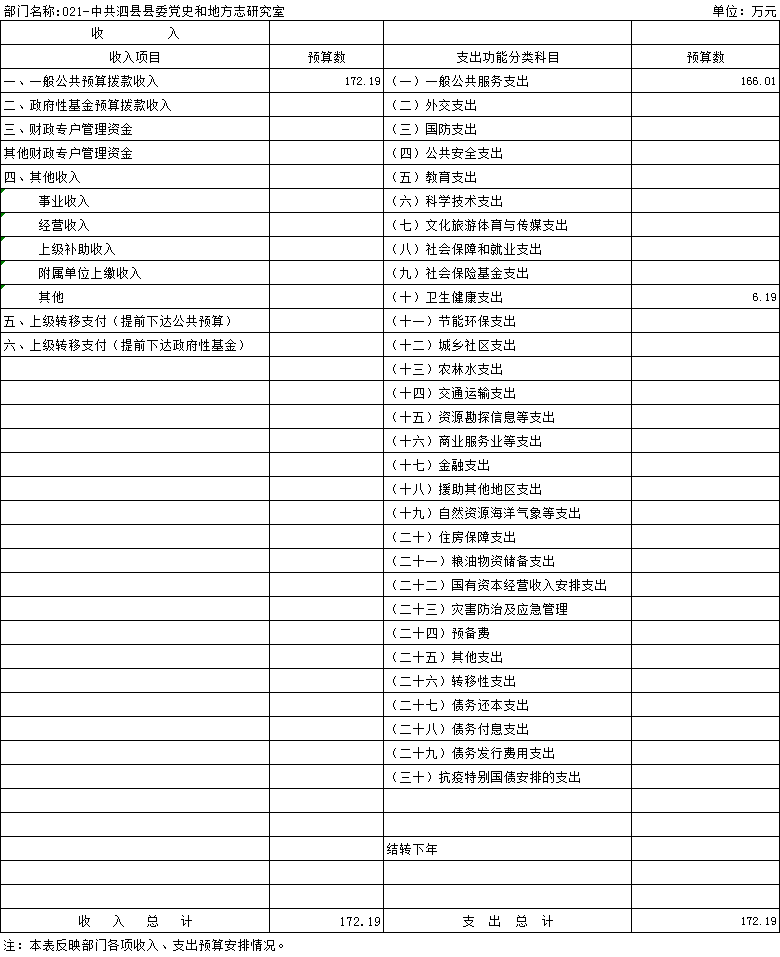 部门名称:021-中共泗县县委党史和地方志研究室 单位：万元
收 入
收入项目 预算数 支出功能分类科目 预算数
一、一般公共预算拨款收入 172.19 （一）一般公共服务支出 166.01
二、政府性基金预算拨款收入 （二）外交支出
三、财政专户管理资金 （三）国防支出
其他财政专户管理资金 （四）公共安全支出
四、其他收入 （五）教育支出
事业收入 （六）科学技术支出
经营收入 （七）文化旅游体育与传媒支出
上级补助收入 （八）社会保障和就业支出
附属单位上缴收入 （九）社会保险基金支出
其他 （十）卫生健康支出 6.19
五、上级转移支付（提前下达公共预算） （十一）节能环保支出
六、上级转移支付（提前下达政府性基金） （十二）城乡社区支出
（十三）农林水支出
（十四）交通运输支出
（十五）资源勘探信息等支出
（十六）商业服务业等支出
（十七）金融支出
（十八）援助其他地区支出
（十九）自然资源海洋气象等支出
（二十）住房保障支出
（二十一）粮油物资储备支出
（二十二）国有资本经营收入安排支出
（二十三）灾害防治及应急管理
（二十四）预备费
（二十五）其他支出
（二十六）转移性支出
（二十七）债务还本支出
（二十八）债务付息支出
（二十九）债务发行费用支出
（三十）抗疫特别国债安排的支出
结转下年
收 入 总 计 172.19 支 出 总 计 172.19
注：本表反映部门各项收入、支出预算安排情况。